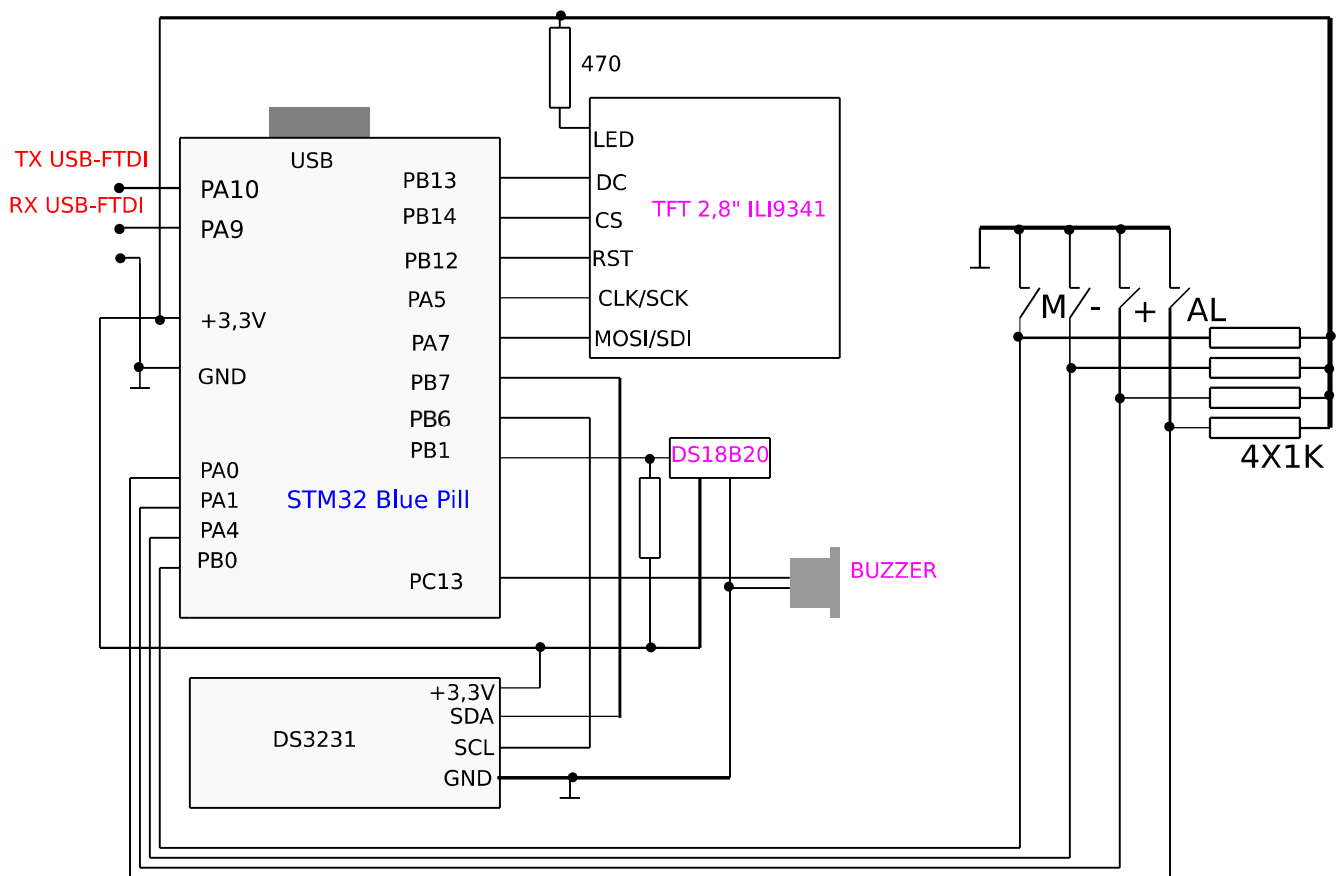 470
LED
DC
CS
RST
CLK/SCK
MOSI/SDI
TFT 2,8" ILI9341
TX USB-FTDI
RX USB-FTDI
USB
PA10
PA9
+3,3V
GND
PA0
PA1
PA4
PB0
PB13
PB14
PB12
PA5
PA7
PB7
PB6
PB1
STM32 Blue Pill
PC13
DS18B20
BUZZER
M
-
+
AL
4X1K
DS3231
+3,3V
SDA
SCL
GND